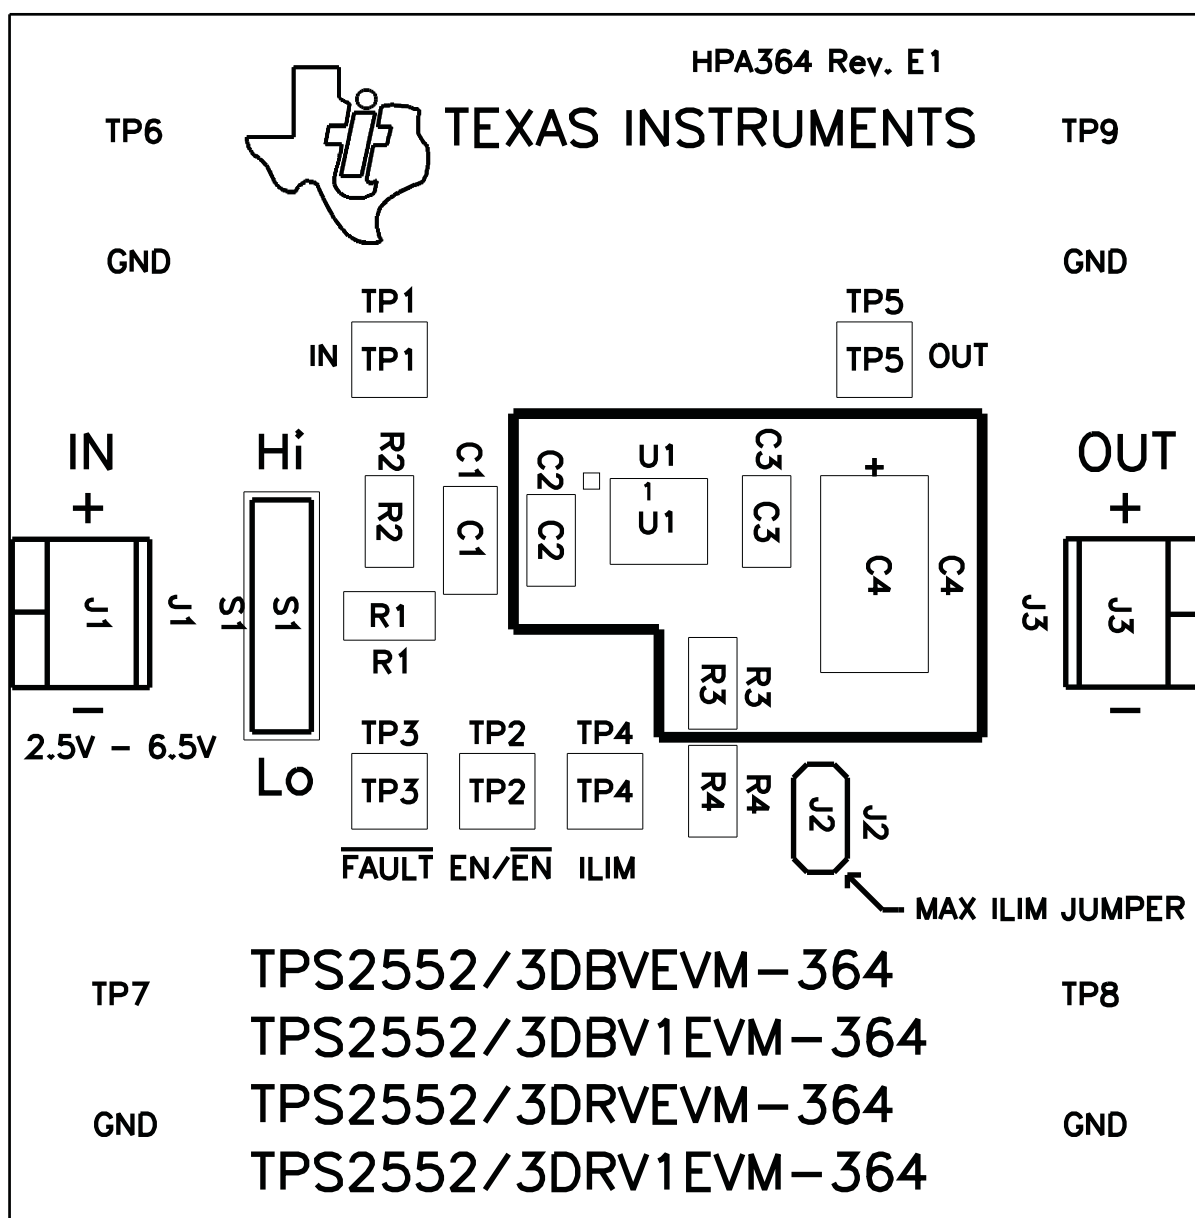 HPA364 Rev. E1
TEXAS INSTRUMENTS
TP6
TP9
GND
GND
TP1
TP5
IN
TP1
TP5
OUT
IN
Hi
OUT
+
+
R2
C1
C2
U1
C3
+
R2
C1
C2
1
U1
C3
C4
C4
J1
J1
S1
S1
R1
R1
R3
R3
J3
J3
−
−
2.5V − 6.5V
Lo
TP3
TP2
TP4
TP3
TP2
TP4
R4
R4
J2
J2
FAULT
EN/EN
ILIM
MAX ILIM JUMPER
TPS2552/3DBVEVM−364
TPS2552/3DBV1EVM−364
TPS2552/3DRVEVM−364
TPS2552/3DRV1EVM−364
TP7
TP8
GND
GND